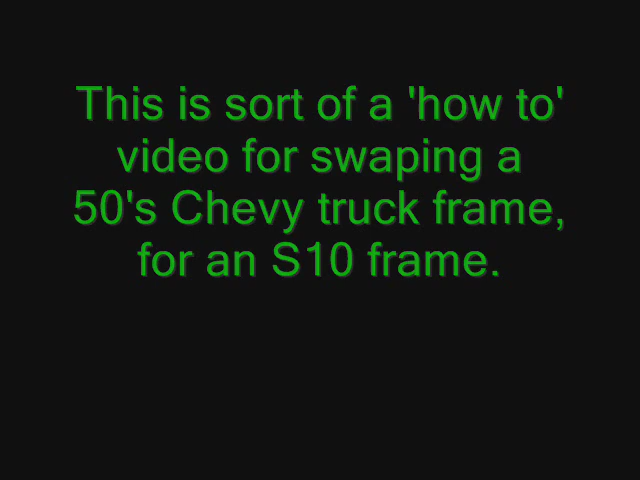 This is sort of a 'how to'
video for swaping a
50's Chevy truck frame,
for an S10 frame.